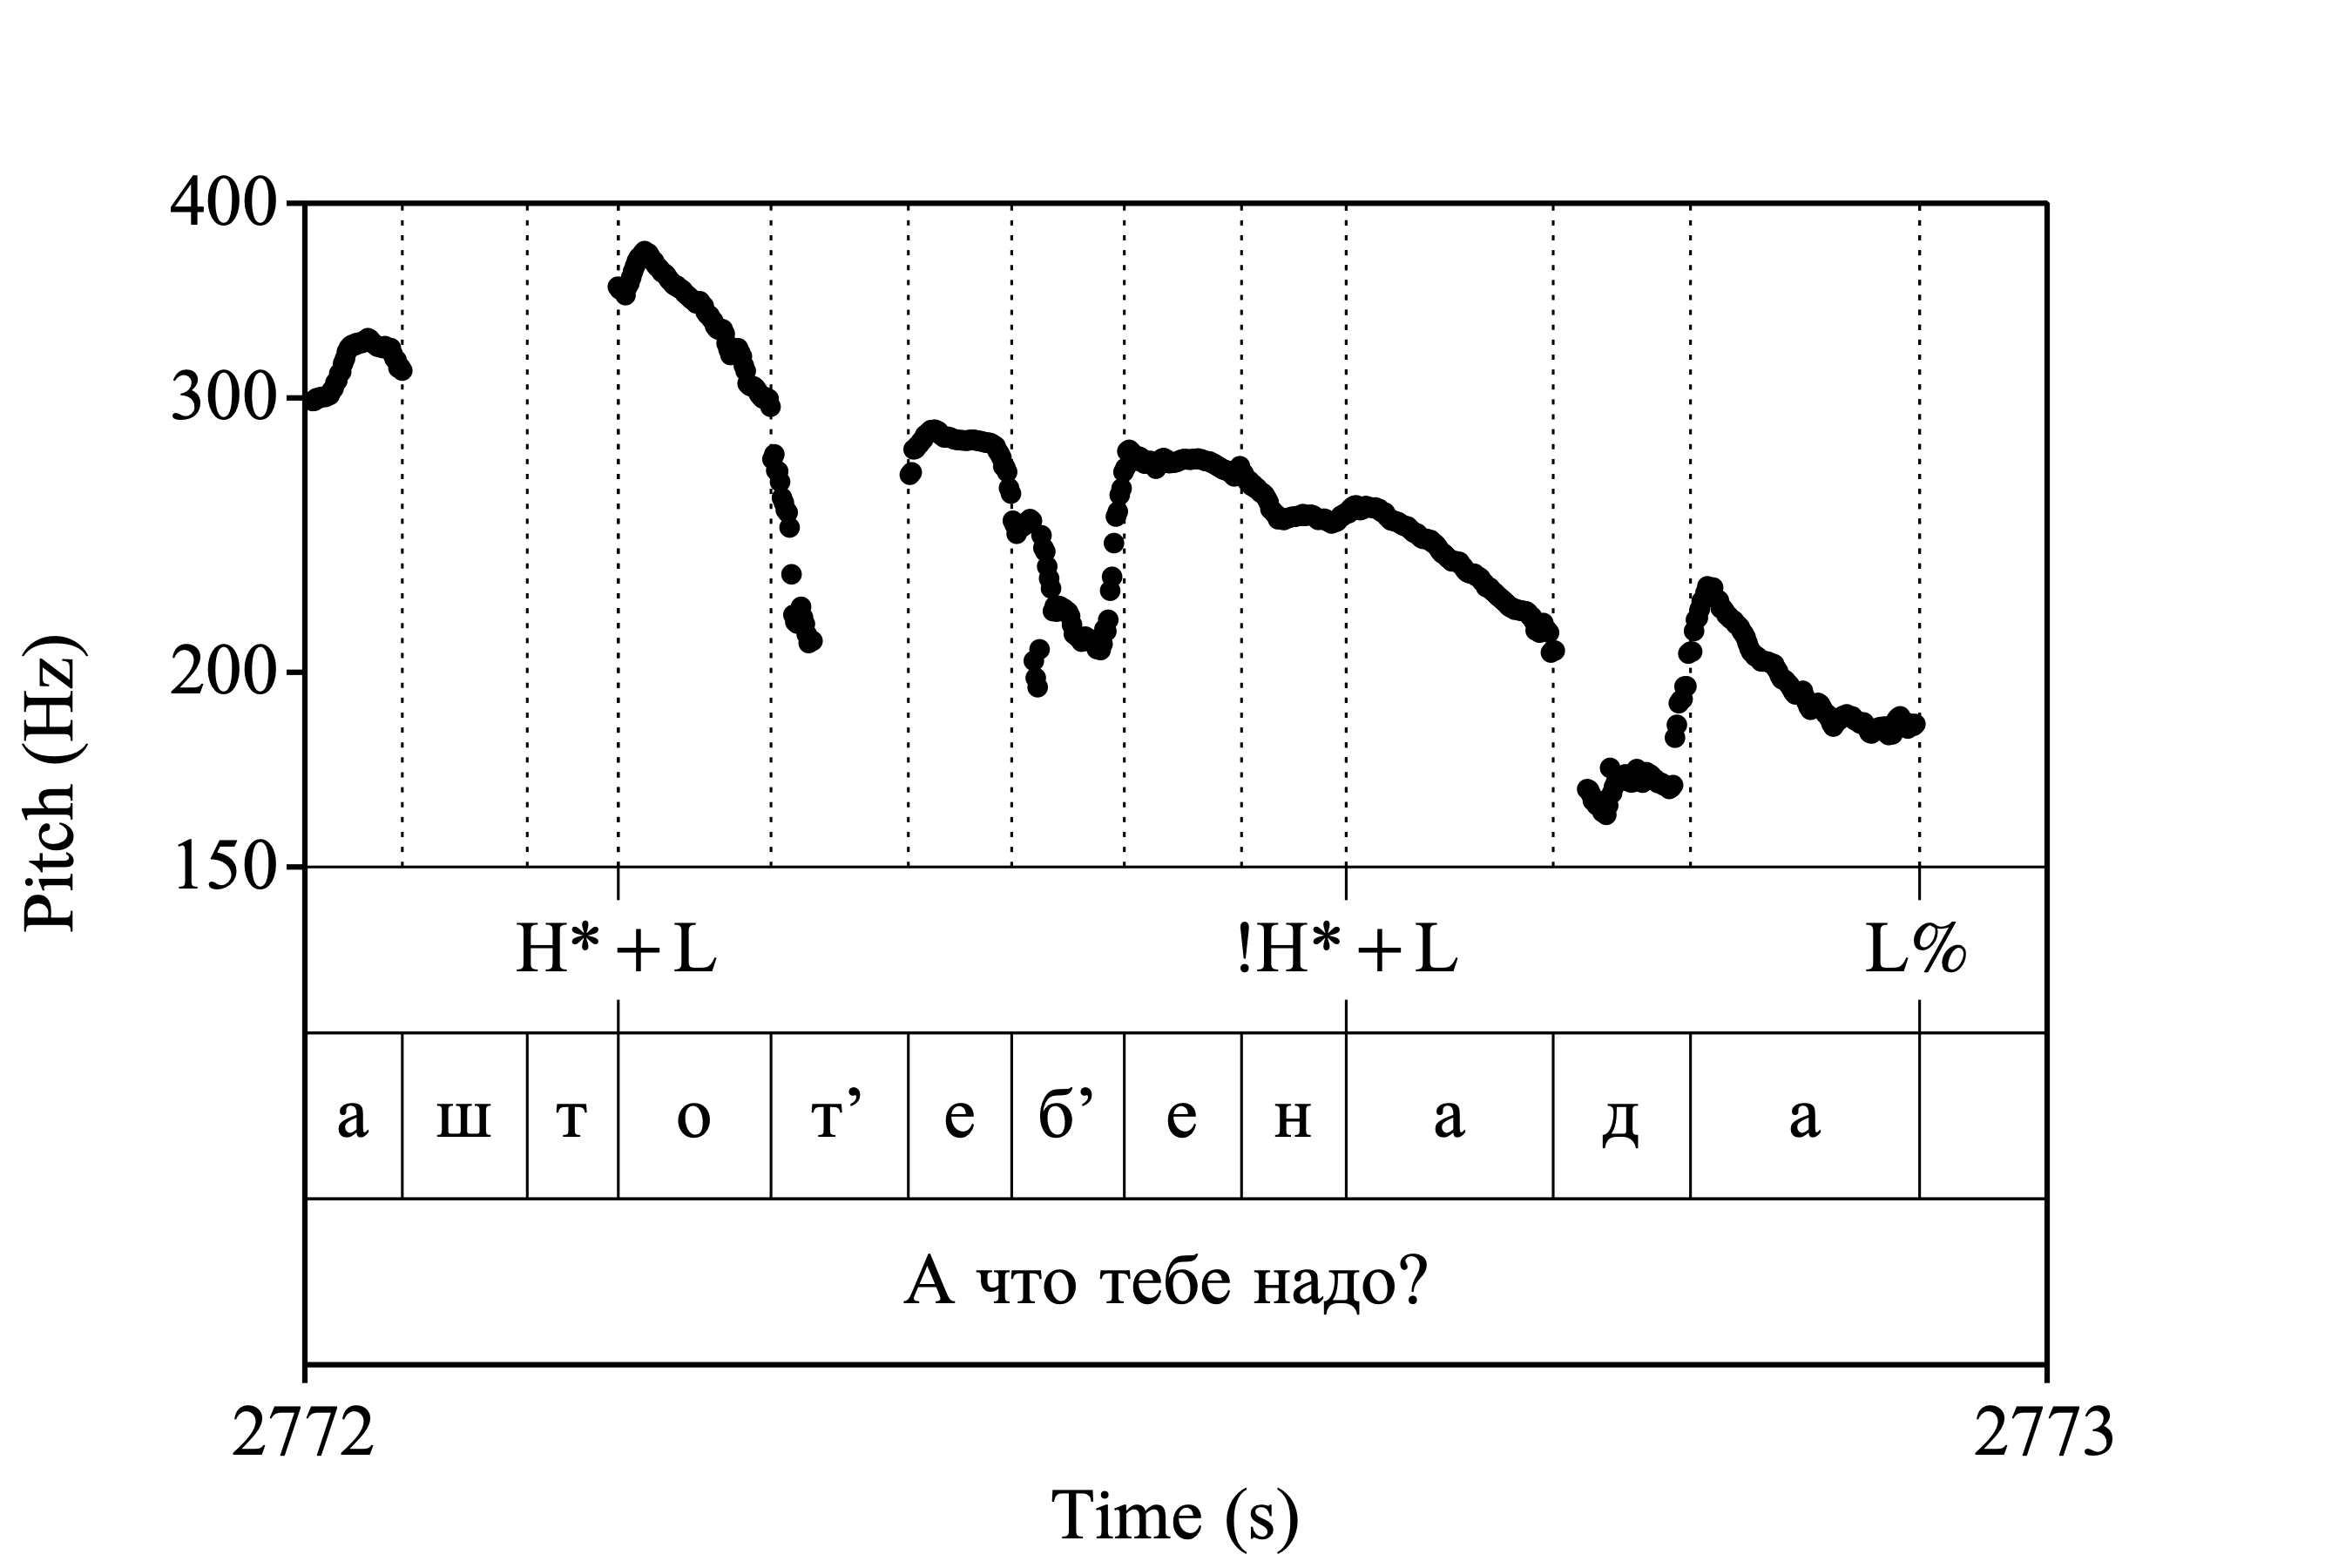 400
300
200
150
Pitch (Hz)
H*+L !H*+L L%
а ш т о т’ е б’ е н а д а
А что тебе надо?
2772 2773
Time (s)